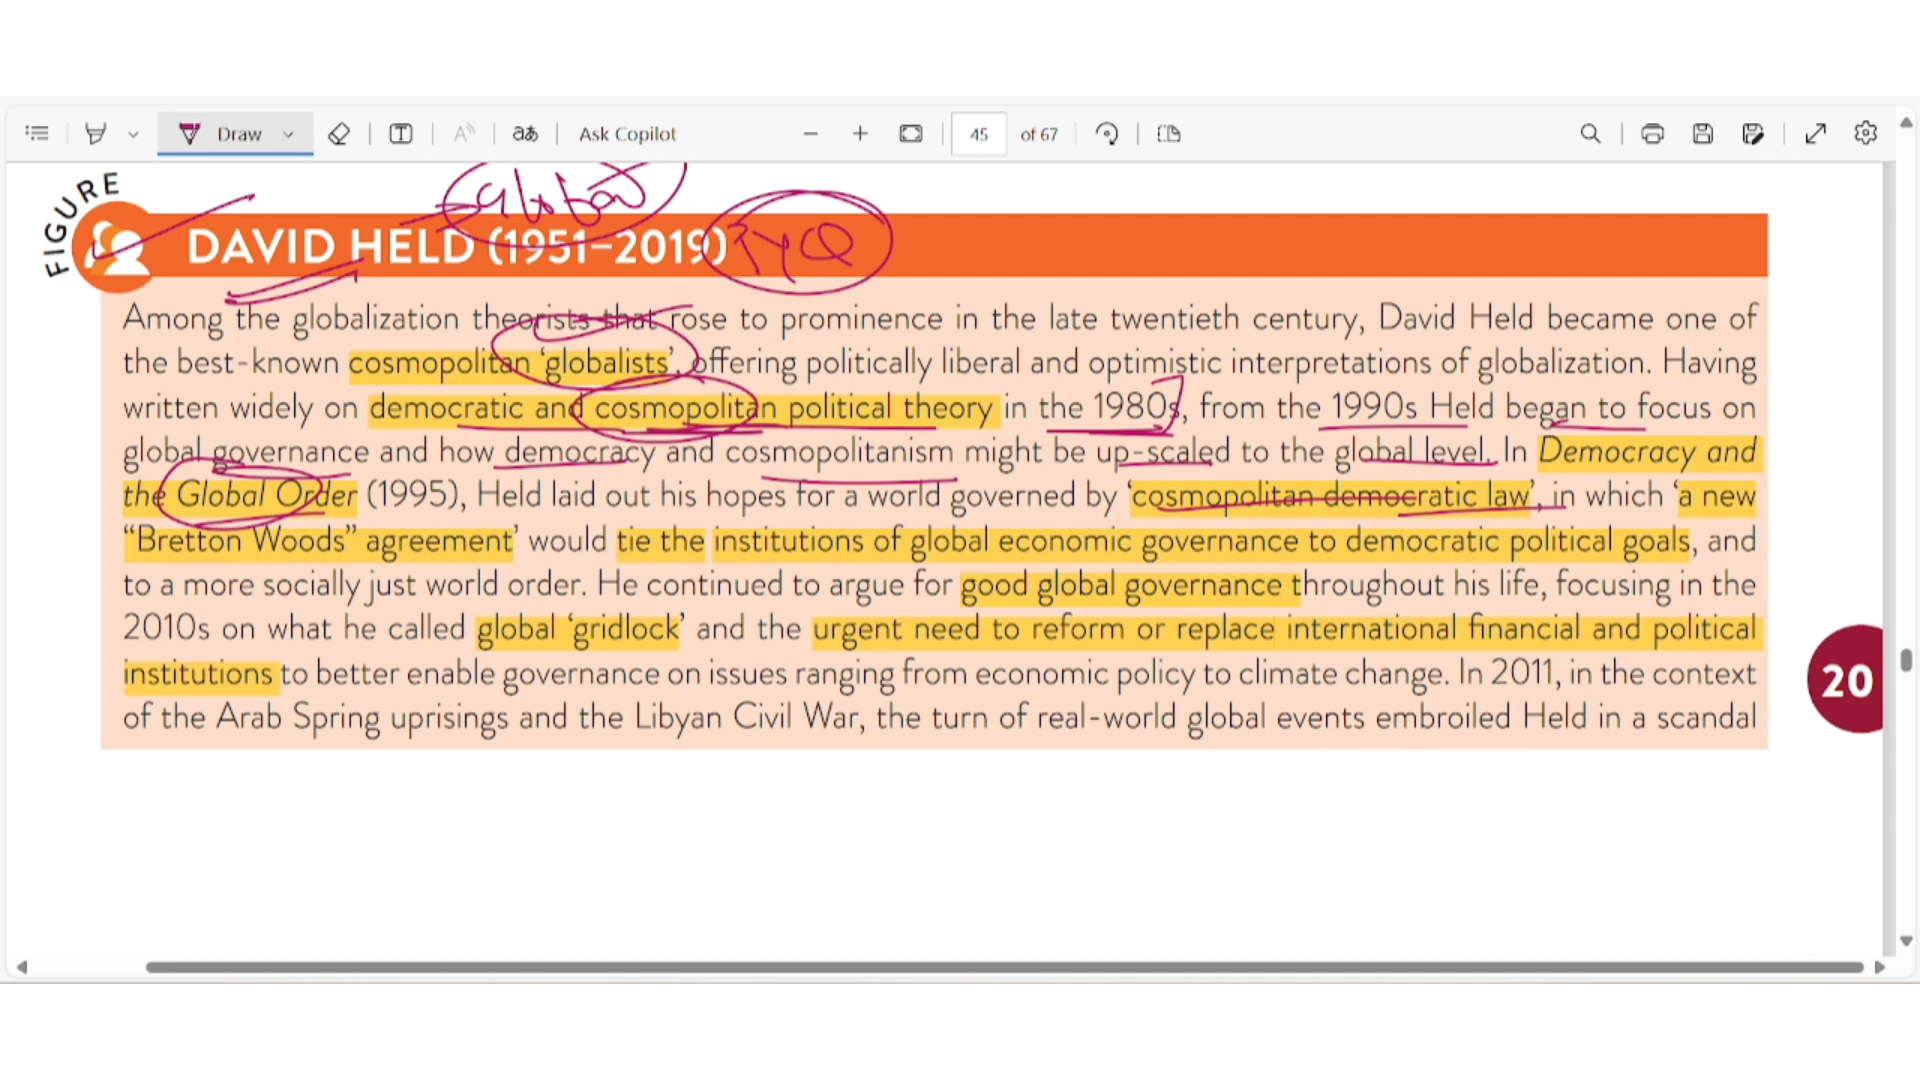 Draw
Ask Copilot
45 of 67
Global
FIGURE
DAVID HELD (1951–2019) PYQ
Among the globalization theorists that rose to prominence in the late twentieth century, David Held became one of
the best-known cosmopolitan ‘globalists’, offering politically liberal and optimistic interpretations of globalization. Having
written widely on democratic and cosmopolitan political theory in the 1980s, from the 1990s Held began to focus on
global governance and how democracy and cosmopolitanism might be up-scaled to the global level. In Democracy and
the Global Order (1995), Held laid out his hopes for a world governed by ‘cosmopolitan democratic law’, in which ‘a new
“Bretton Woods” agreement’ would tie the institutions of global economic governance to democratic political goals, and
to a more socially just world order. He continued to argue for good global governance throughout his life, focusing in the
2010s on what he called global ‘gridlock’ and the urgent need to reform or replace international financial and political
institutions to better enable governance on issues ranging from economic policy to climate change. In 2011, in the context
of the Arab Spring uprisings and the Libyan Civil War, the turn of real-world global events embroiled Held in a scandal
20